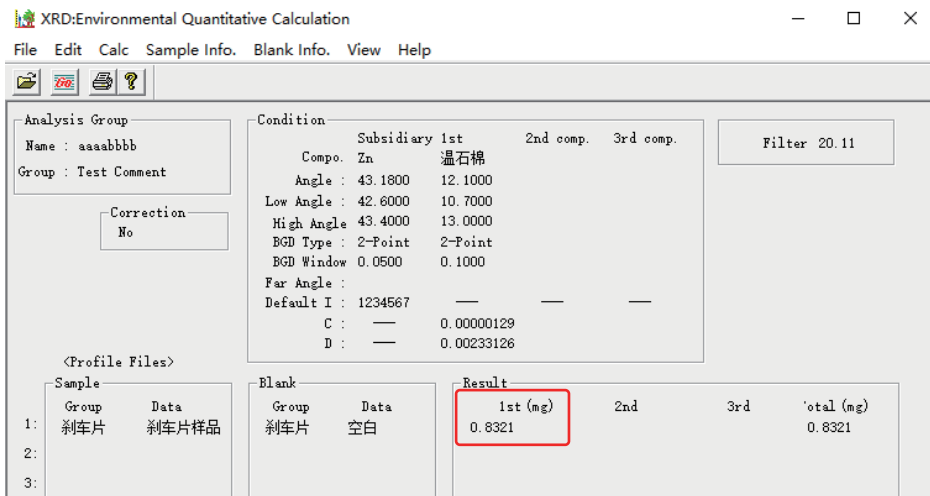 XRD:Environmental Quantitative Calculation
File Edit Calc Sample Info. Blank Info. View Help
GO
Analysis Group
Name : aaaabbbb
Group : Test Comment
Correction
No
Condition
Subsidiary 1st 2nd comp. 3rd comp.
Compo. Zn 温石棉
Angle : 43.1800 12.1000
Low Angle : 42.6000 10.7000
High Angle 43.4000 13.0000
BGD Type : 2-Point 2-Point
BGD Window 0.0500 0.1000
Far Angle :
Default I : 1234567 — — —
C : — 0.00000129
D : — 0.00233126
Filter 20.11
<Profile Files>
Sample
Group Data
1: 刹车片 刹车片样品
2:
3:
Blank
Group Data
刹车片 空白
Result
1st(mg) 2nd 3rd otal(mg)
0.8321 0.8321